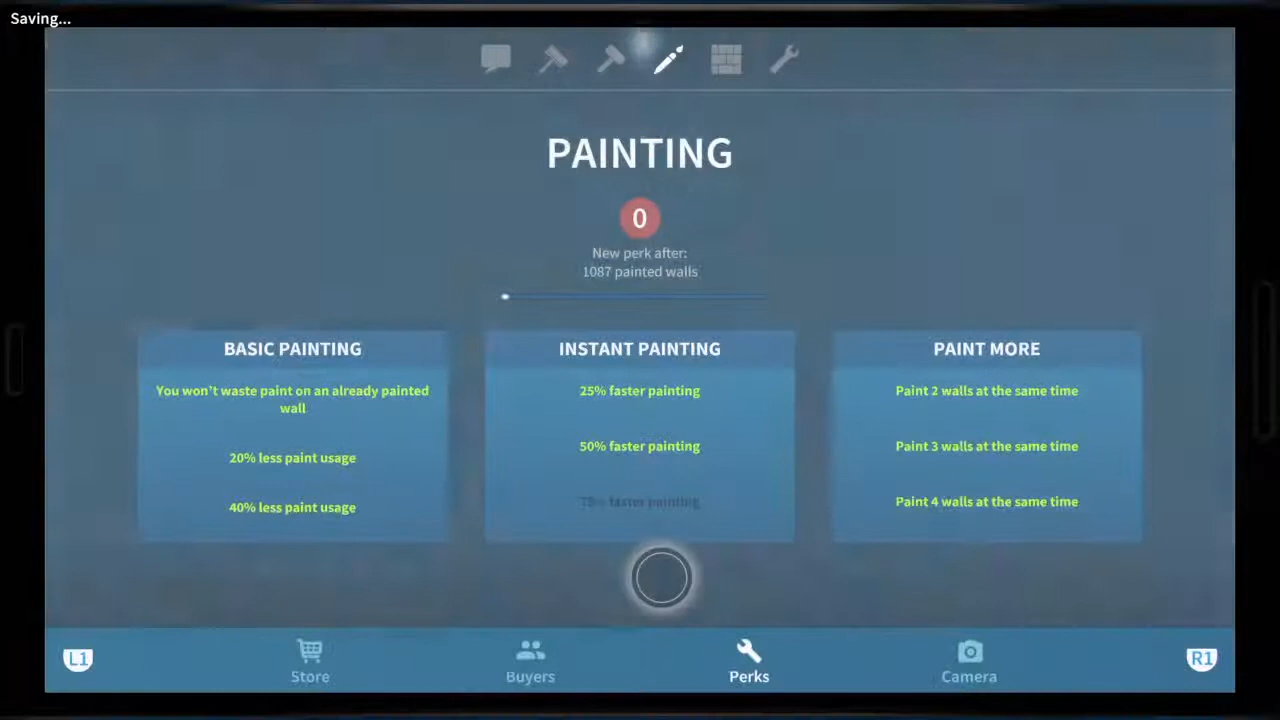 Saving...
PAINTING
0
New perk after:
1087 painted walls
BASIC PAINTING
You won't waste paint on an already painted
wall
20% less paint usage
40% less paint usage
INSTANT PAINTING
25% faster painting
50% faster painting
75% faster painting
PAINT MORE
Paint 2 walls at the same time
Paint 3 walls at the same time
Paint 4 walls at the same time
L1
Store
Buyers
Perks
Camera
R1